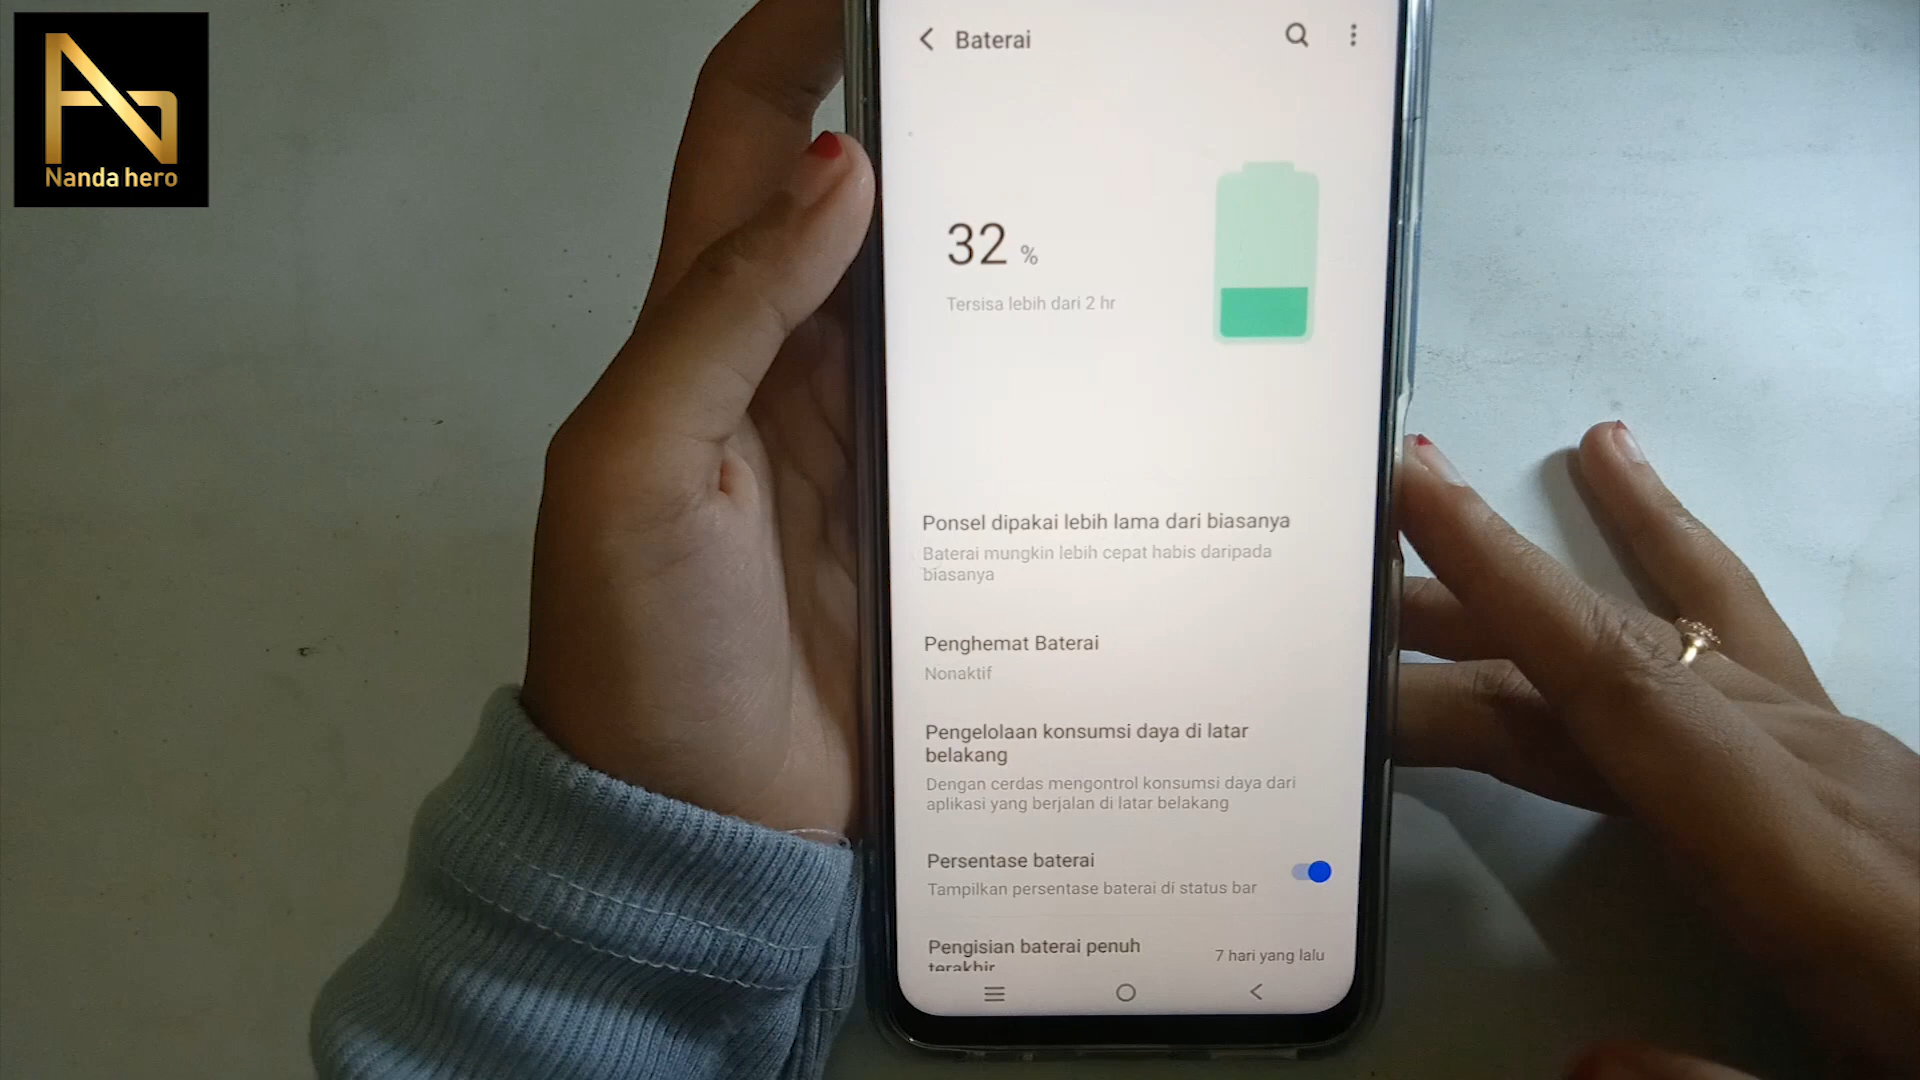 Nanda hero
Baterai
32 %
Tersisa lebih dari 2 hr
Ponsel dipakai lebih lama dari biasanya
Baterai mungkin lebih cepat habis daripada
biasanya
Penghemat Baterai
Nonaktif
Pengelolaan konsumsi daya di latar
belakang
Dengan cerdas mengontrol konsumsi daya dari
aplikasi yang berjalan di latar belakang
Persentase baterai
Tampilkan persentase baterai di status bar
Pengisian baterai penuh
terakhir
7 hari yang lalu